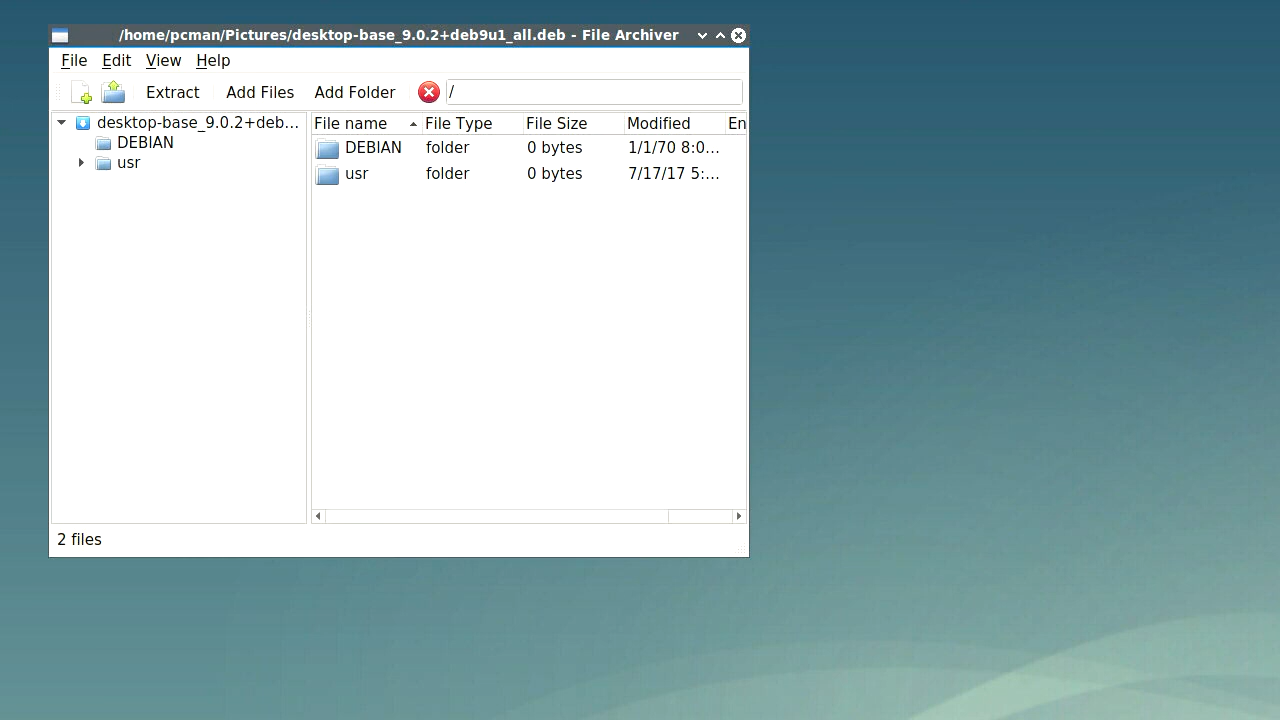 /home/pcman/Pictures/desktop-base_9.0.2+deb9u1_all.deb - File Archiver
File Edit View Help
Extract Add Files Add Folder /
desktop-base_9.0.2+deb...
DEBIAN
usr
File name File Type File Size Modified En
DEBIAN folder 0 bytes 1/1/70 8:0...
usr folder 0 bytes 7/17/17 5:...
2 files